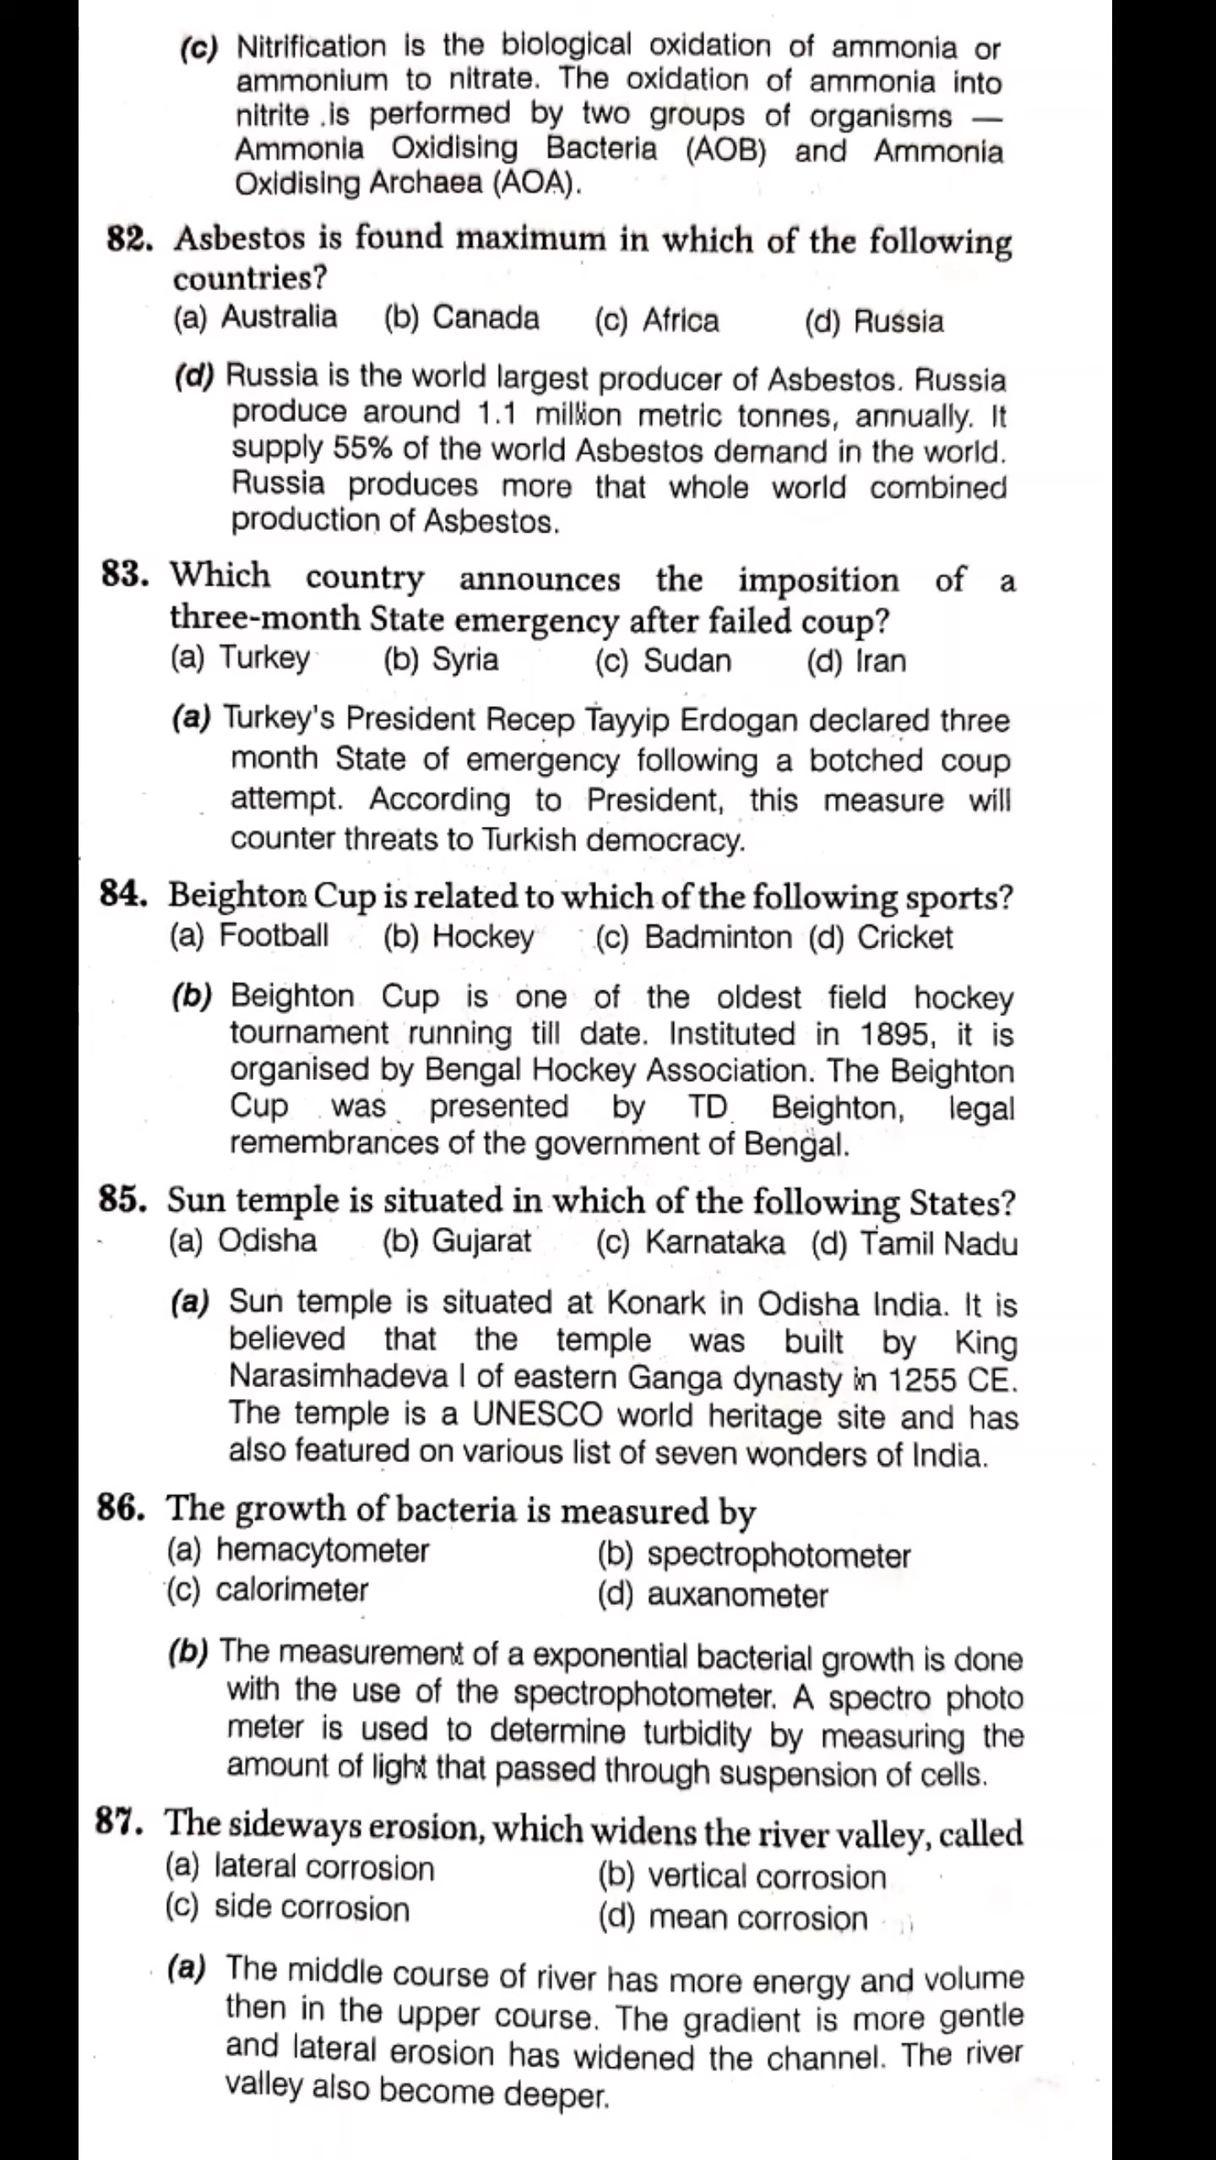 (c) Nitrification is the biological oxidation of ammonia or
ammonium to nitrate. The oxidation of ammonia into
nitrite .is performed by two groups of organisms —
Ammonia Oxidising Bacteria (AOB) and Ammonia
Oxidising Archaea (AOA).
82. Asbestos is found maximum in which of the following
countries?
(a) Australia (b) Canada (c) Africa (d) Russia
(d) Russia is the world largest producer of Asbestos. Russia
produce around 1.1 million metric tonnes, annually. It
supply 55% of the world Asbestos demand in the world.
Russia produces more that whole world combined
production of Asbestos.
83. Which country announces the imposition of a
three-month State emergency after failed coup?
(a) Turkey (b) Syria (c) Sudan (d) Iran
(a) Turkey's President Recep Tayyip Erdogan declared three
month State of emergency following a botched coup
attempt. According to President, this measure will
counter threats to Turkish democracy.
84. Beighton Cup is related to which of the following sports?
(a) Football (b) Hockey (c) Badminton (d) Cricket
(b) Beighton Cup is one of the oldest field hockey
tournament running till date. Instituted in 1895, it is
organised by Bengal Hockey Association. The Beighton
Cup was presented by TD Beighton, legal
remembrances of the government of Bengal.
85. Sun temple is situated in which of the following States?
(a) Odisha (b) Gujarat (c) Karnataka (d) Tamil Nadu
(a) Sun temple is situated at Konark in Odisha India. It is
believed that the temple was built by King
Narasimhadeva I of eastern Ganga dynasty in 1255 CE.
The temple is a UNESCO world heritage site and has
also featured on various list of seven wonders of India.
86. The growth of bacteria is measured by
(a) hemacytometer (b) spectrophotometer
(c) calorimeter (d) auxanometer
(b) The measurement of a exponential bacterial growth is done
with the use of the spectrophotometer. A spectro photo
meter is used to determine turbidity by measuring the
amount of light that passed through suspension of cells.
87. The sideways erosion, which widens the river valley, called
(a) lateral corrosion (b) vertical corrosion
(c) side corrosion (d) mean corrosion
(a) The middle course of river has more energy and volume
then in the upper course. The gradient is more gentle
and lateral erosion has widened the channel. The river
valley also become deeper.